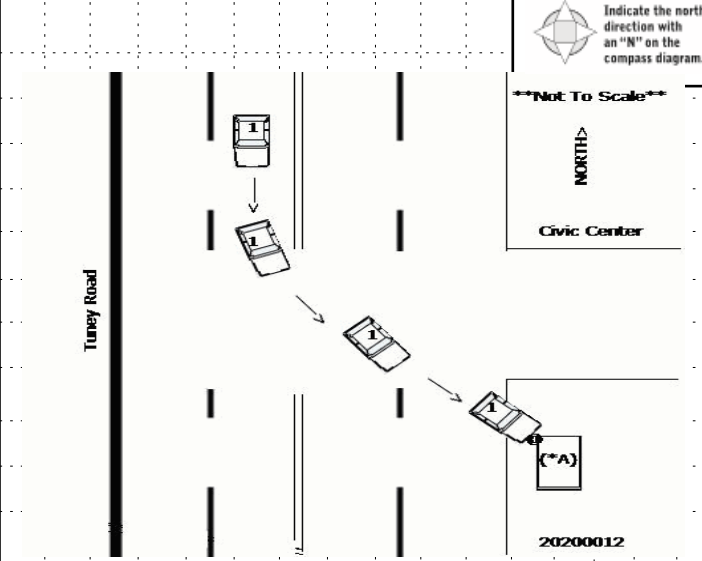 Indicate the north
direction with
an “N” on the
compass diagram.
**Not To Scale**
NORTH>
Civic Center
Tuney Road
1
1
1
1
(*A)
20200012